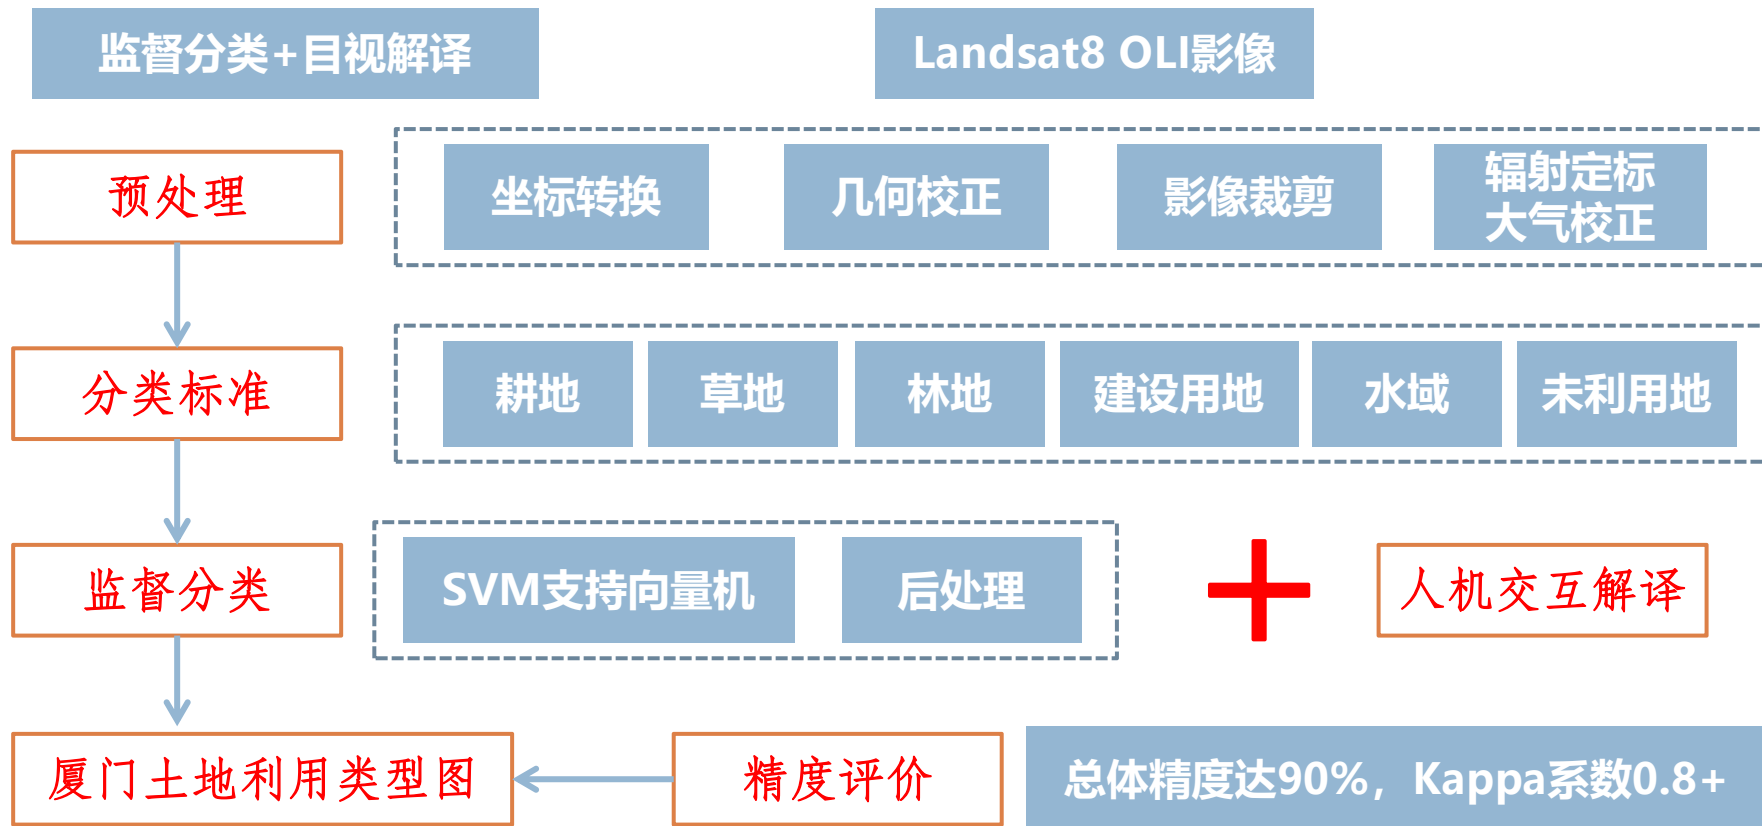 监督分类+目视解译
Landsat8 OLI影像
预处理
坐标转换
几何校正
影像裁剪
辐射定标
大气校正
分类标准
耕地
草地
林地
建设用地
水域
未利用地
监督分类
SVM支持向量机
后处理
人机交互解译
厦门土地利用类型图
精度评价
总体精度达90%，Kappa系数0.8+